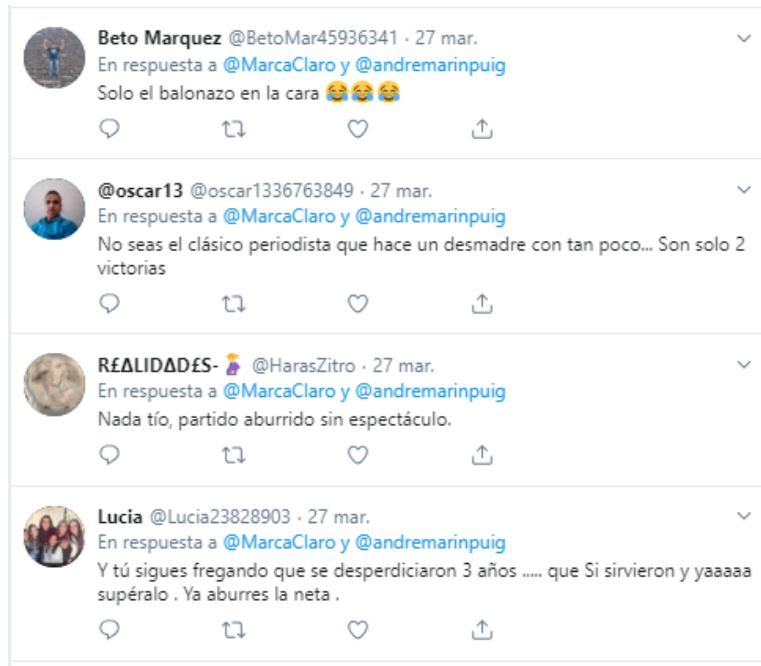 Beto Marquez @BetoMar45936341 · 27 mar.
En respuesta a @MarcaClaro y @andremarinpuig
Solo el balonazo en la cara 😂😂😂
@oscar13 @oscar1336763849 · 27 mar.
En respuesta a @MarcaClaro y @andremarinpuig
No seas el clásico periodista que hace un desmadre con tan poco... Son solo 2
victorias
R£ΔLIDΔD£S- @HarasZitro · 27 mar.
En respuesta a @MarcaClaro y @andremarinpuig
Nada tío, partido aburrido sin espectáculo.
Lucia @Lucia23828903 · 27 mar.
En respuesta a @MarcaClaro y @andremarinpuig
Y tú sigues fregando que se desperdiciaron 3 años ..... que Si sirvieron y yaaaaa
supéralo . Ya aburres la neta .